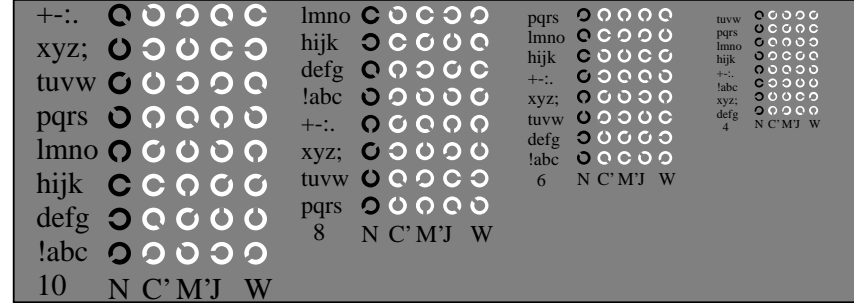 +-:.
xyz;
tuvw
pqrs
lmno
hijk
defg
!abc
10 N C' M'J W
lmno
hijk
defg
!abc
+-:.
xyz;
tuvw
pqrs
8 N C' M'J W
pqrs
lmno
hijk
+-:.
xyz;
tuvw
defg
!abc
6 N C' M'J W
tuvw
pqrs
lmno
hijk
+-:.
!abc
xyz;
defg
4 N C' M'J W